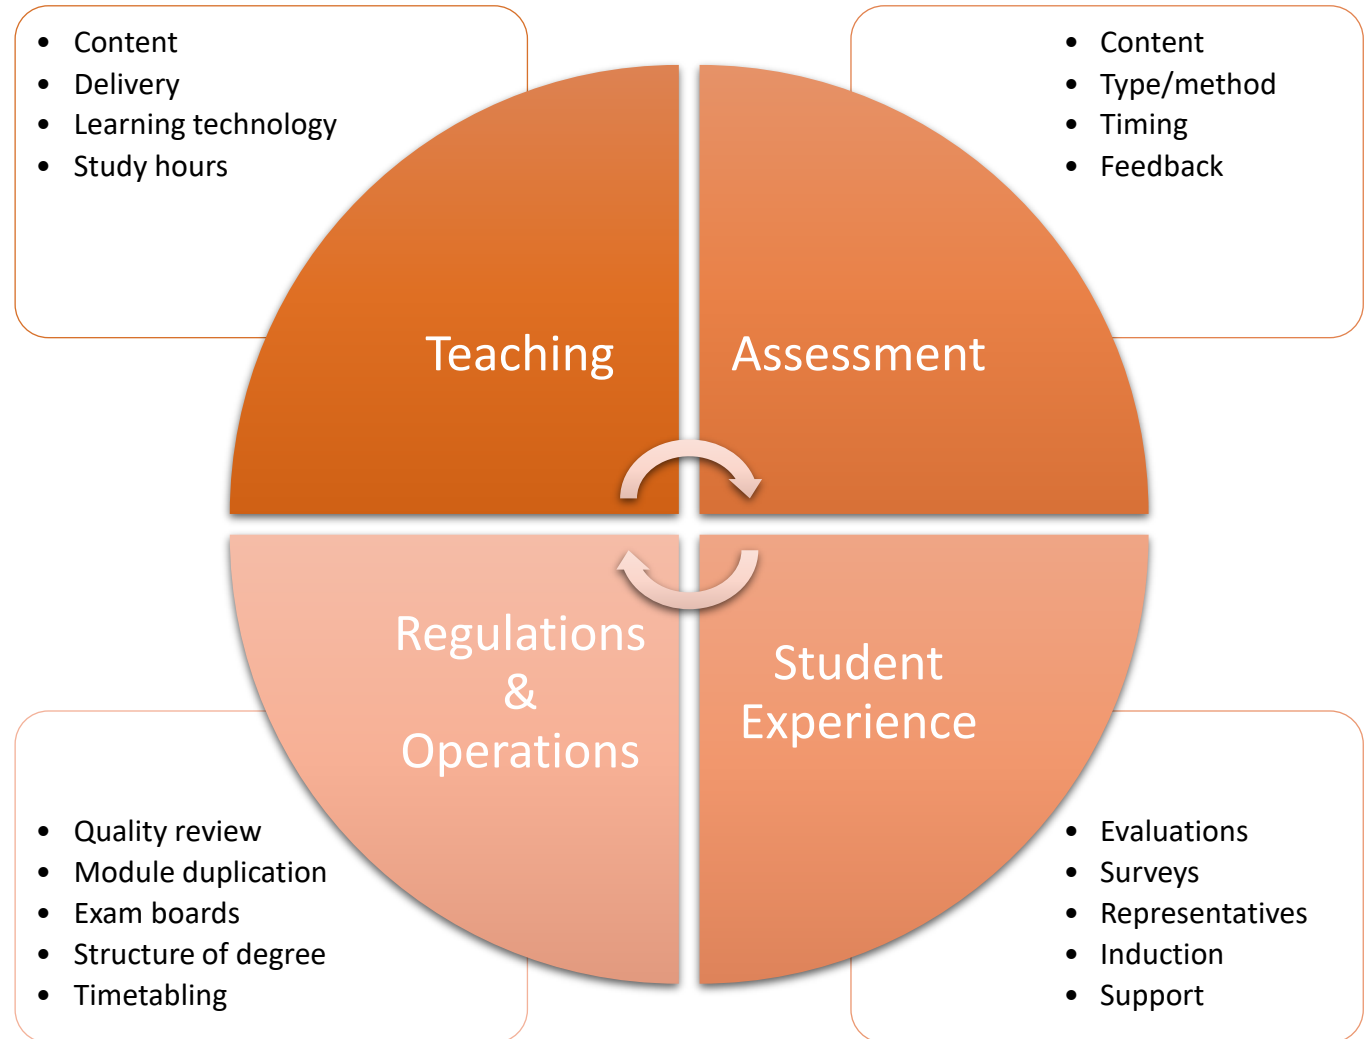 • Content
• Delivery
• Learning technology
• Study hours
• Content
• Type/method
• Timing
• Feedback
Teaching
Assessment
Regulations
&
Operations
Student
Experience
• Quality review
• Module duplication
• Exam boards
• Structure of degree
• Timetabling
• Evaluations
• Surveys
• Representatives
• Induction
• Support